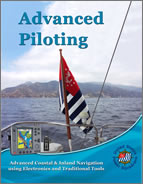 Advanced
Piloting
Advanced Coastal & Inland Navigation
using Electronics and Traditional Tools